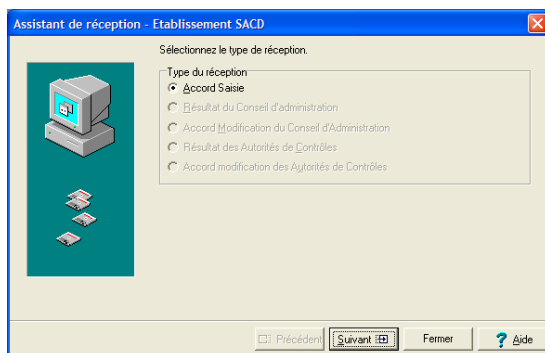 Assistant de réception - Etablissement SACD
Sélectionnez le type de réception.
Type du réception
Accord Saisie
Résultat du Conseil d'administration
Accord Modification du Conseil d'Administration
Résultat des Autorités de Contrôles
Accord modification des Autorités de Contrôles
Précédent
Suivant
Fermer
? Aide